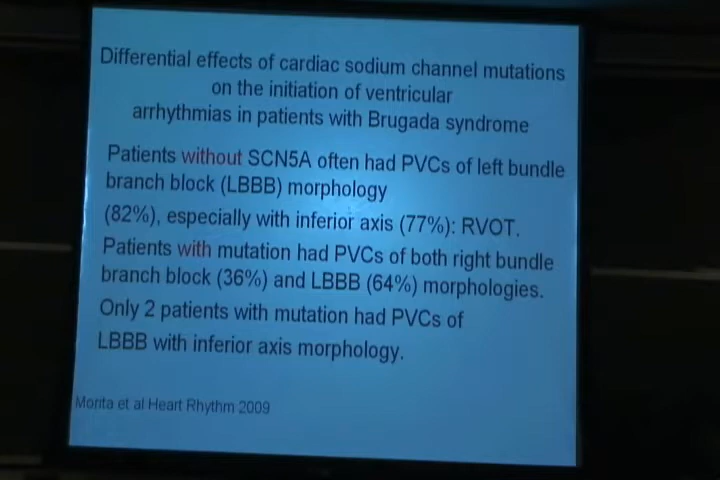 Differential effects of cardiac sodium channel mutations
on the initiation of ventricular
arrhythmias in patients with Brugada syndrome
Patients without SCN5A often had PVCs of left bundle
branch block (LBBB) morphology
(82%), especially with inferior axis (77%): RVOT.
Patients with mutation had PVCs of both right bundle
branch block (36%) and LBBB (64%) morphologies.
Only 2 patients with mutation had PVCs of
LBBB with inferior axis morphology.
Morita et al Heart Rhythm 2009